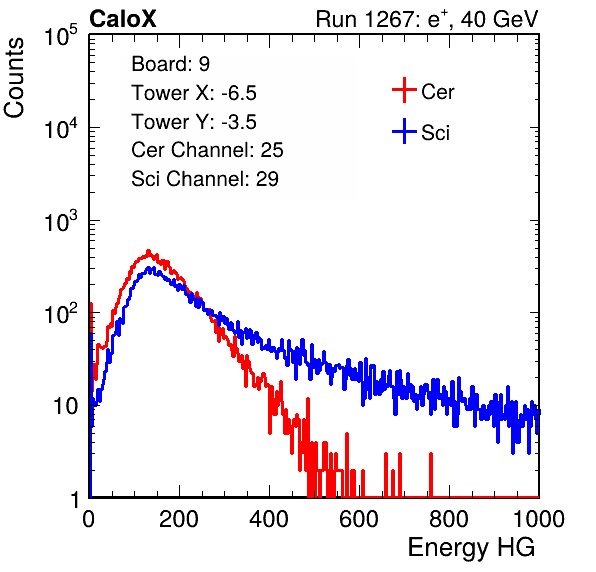 CaloX Run 1267: e⁺, 40 GeV
Counts
10⁵
10⁴
10³
10²
10
1
Board: 9
Tower X: -6.5
Tower Y: -3.5
Cer Channel: 25
Sci Channel: 29
Cer
Sci
0 200 400 600 800 1000
Energy HG